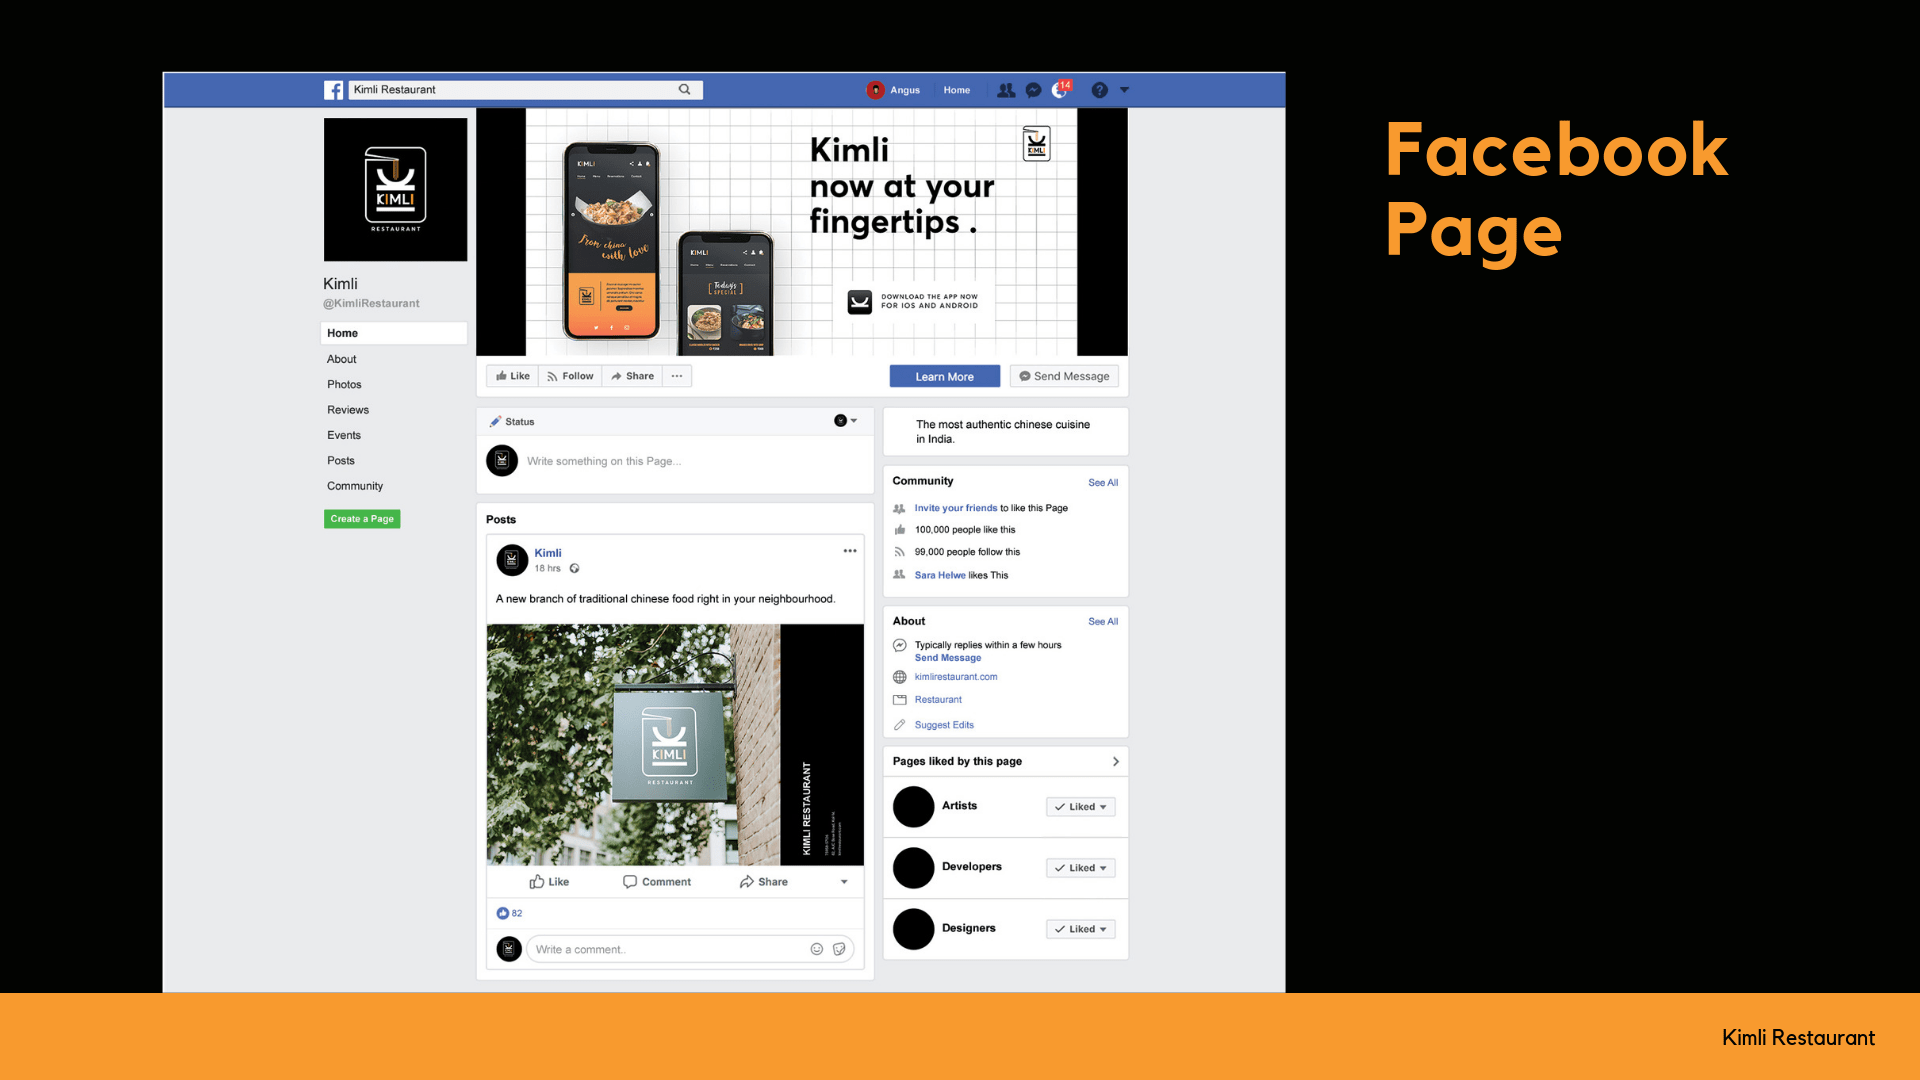 Kimli Restaurant
Angus
Home
14
Facebook
Page
KIMLI
RESTAURANT
Kimli
@KimliRestaurant
Home
About
Photos
Reviews
Events
Posts
Community
Create a Page
KIMLI
From china
with love
KIMLI
[ Today's
SPECIAL ]
Kimli
now at your
fingertips .
KIMLI
DOWNLOAD THE APP NOW
FOR IOS AND ANDROID
Like
Follow
Share
Learn More
Send Message
Status
Write something on this Page...
Posts
Kimli
18 hrs
A new branch of traditional chinese food right in your neighbourhood.
KIMLI
RESTAURANT
KIMLI RESTAURANT
Like
Comment
Share
82
Write a comment..
The most authentic chinese cuisine
in India.
Community
See All
Invite your friends to like this Page
100,000 people like this
99,000 people follow this
Sara Helwe likes This
About
See All
Typically replies within a few hours
Send Message
kimlirestaurant.com
Restaurant
Suggest Edits
Pages liked by this page
Artists
Liked
Developers
Liked
Designers
Liked
Kimli Restaurant